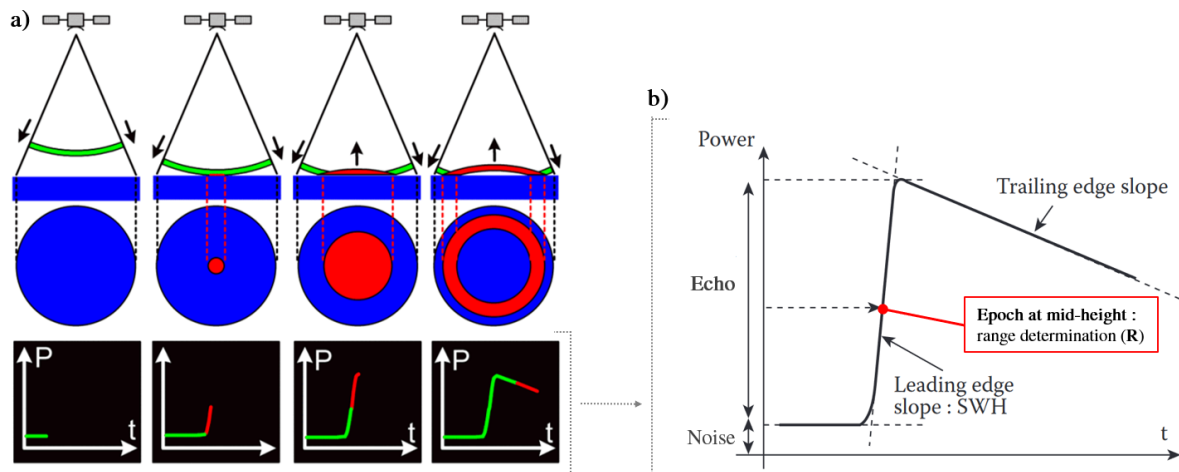 a)
P
t
P
t
P
t
P
t
b)
Power
Trailing edge slope
Echo
Epoch at mid-height :
range determination (R)
Leading edge
slope : SWH
Noise
t